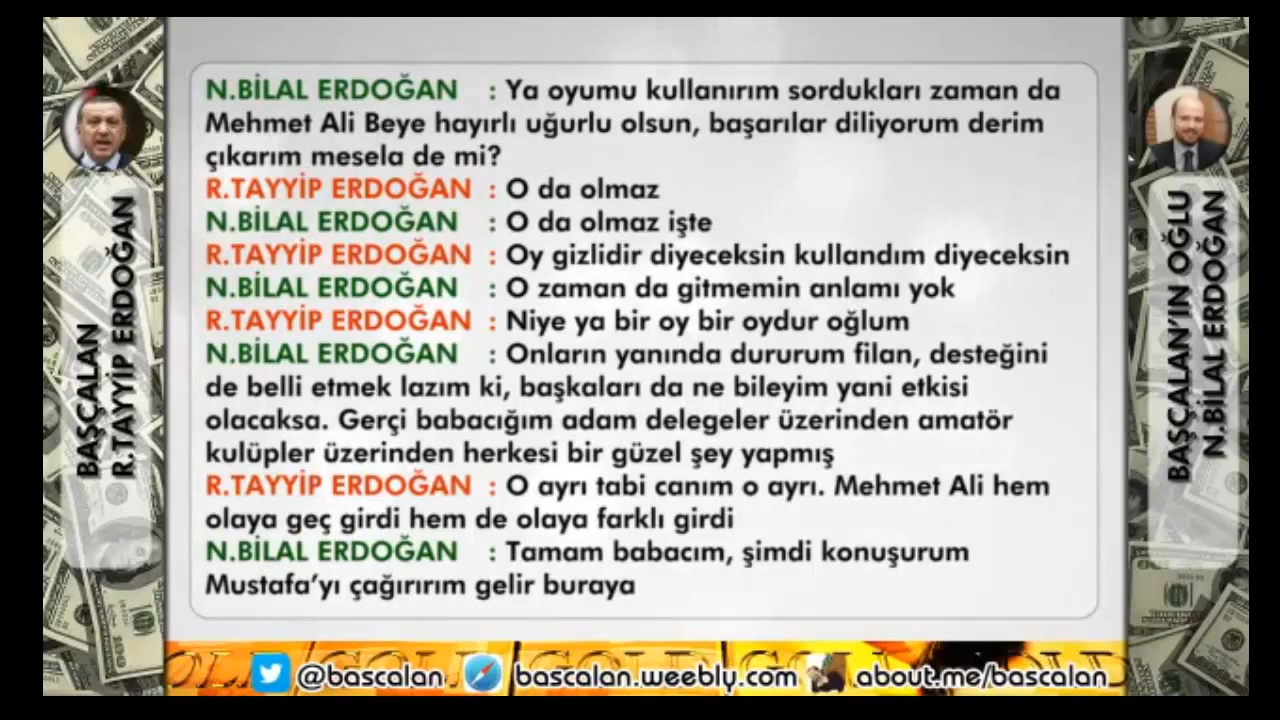 N.BİLAL ERDOĞAN : Ya oyumu kullanırım sordukları zaman da
Mehmet Ali Beye hayırlı uğurlu olsun, başarılar diliyorum derim
çıkarım mesela de mi?
R.TAYYİP ERDOĞAN : O da olmaz
N.BİLAL ERDOĞAN : O da olmaz işte
R.TAYYİP ERDOĞAN : Oy gizlidir diyeceksin kullandım diyeceksin
N.BİLAL ERDOĞAN : O zaman da gitmemin anlamı yok
R.TAYYİP ERDOĞAN : Niye ya bir oy bir oydur oğlum
N.BİLAL ERDOĞAN : Onların yanında dururum filan, desteğini
de belli etmek lazım ki, başkaları da ne bileyim yani etkisi
olacaksa. Gerçi babacığım adam delegeler üzerinden amatör
kulüpler üzerinden herkesi bir güzel şey yapmış
R.TAYYİP ERDOĞAN : O ayrı tabi canım o ayrı. Mehmet Ali hem
olaya geç girdi hem de olaya farklı girdi
N.BİLAL ERDOĞAN : Tamam babacım, şimdi konuşurum
Mustafa'yı çağırırım gelir buraya
BAŞÇALAN
R.TAYYİP ERDOĞAN
BAŞÇALAN'IN OĞLU
N.BİLAL ERDOĞAN
@bascalan bascalan.weebly.com about.me/bascalan